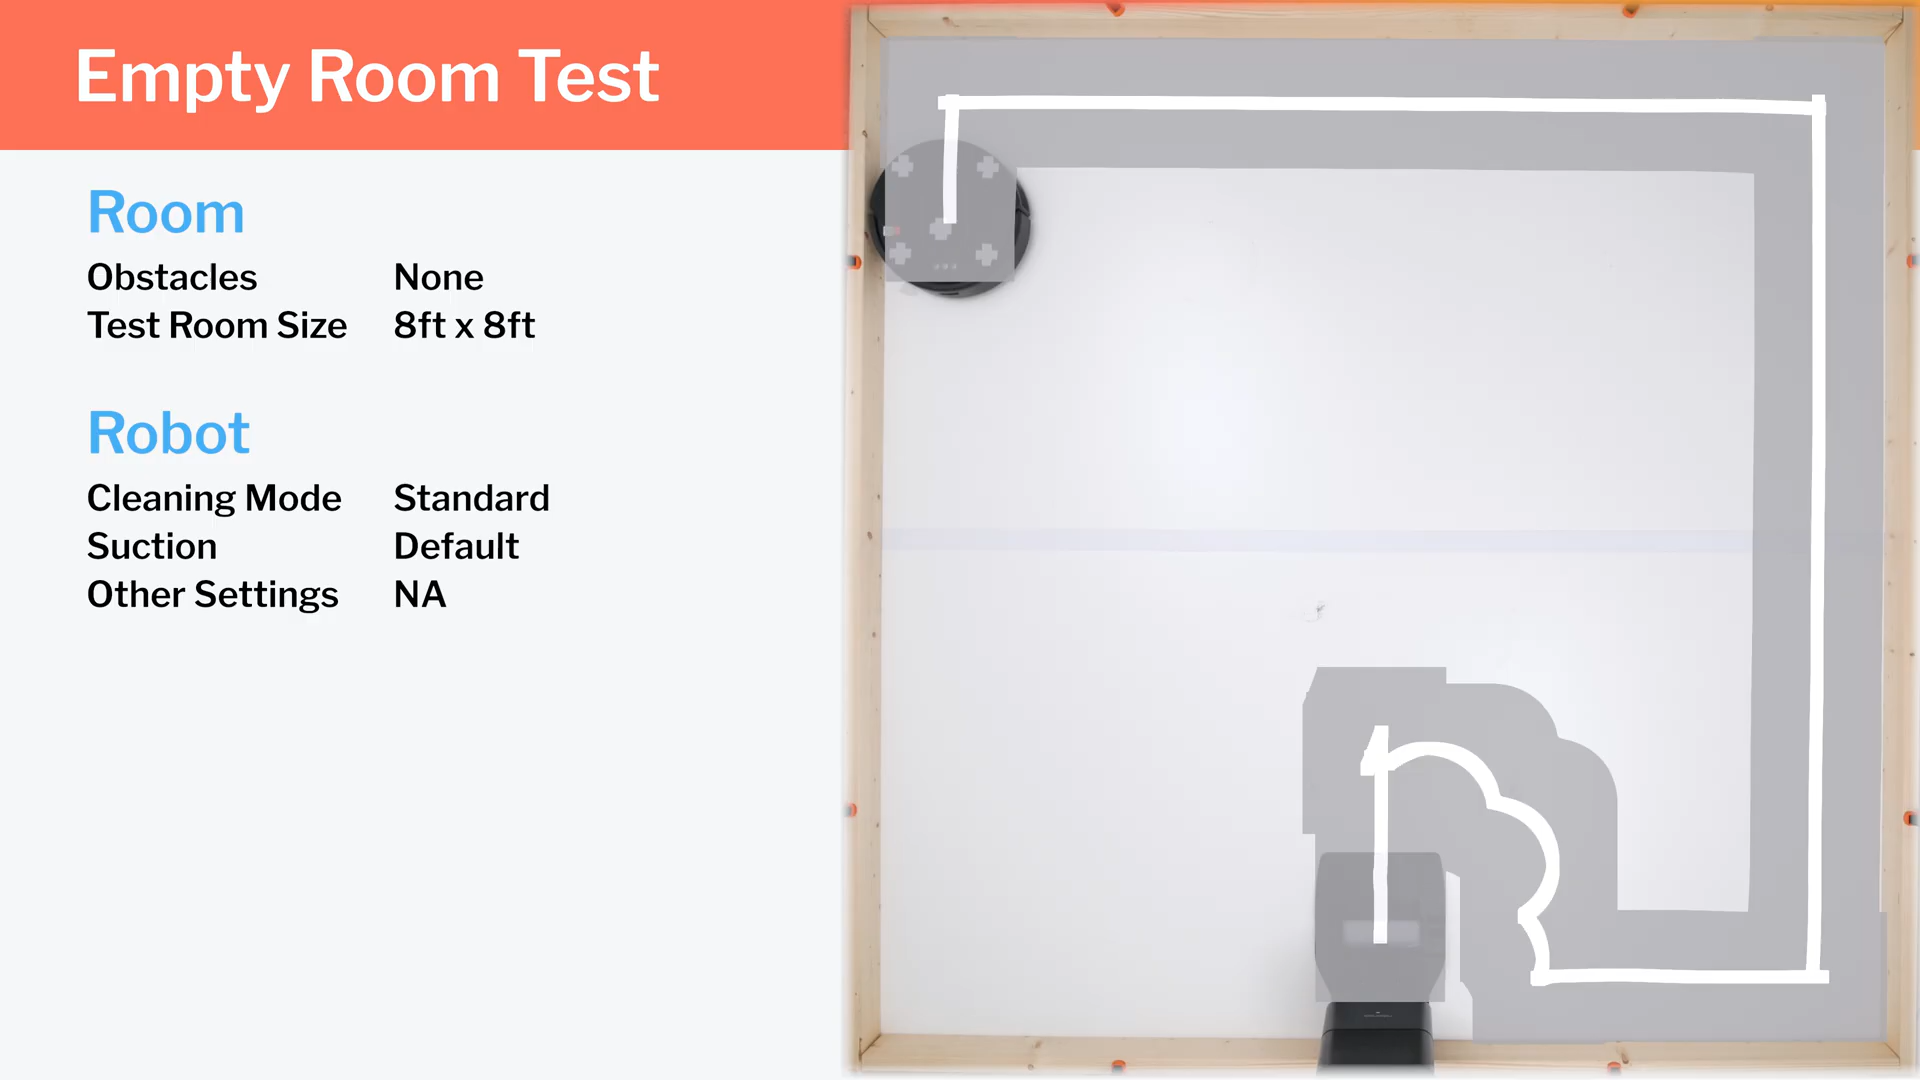 Empty Room Test
Room
Obstacles None
Test Room Size 8ft x 8ft
Robot
Cleaning Mode Standard
Suction Default
Other Settings NA